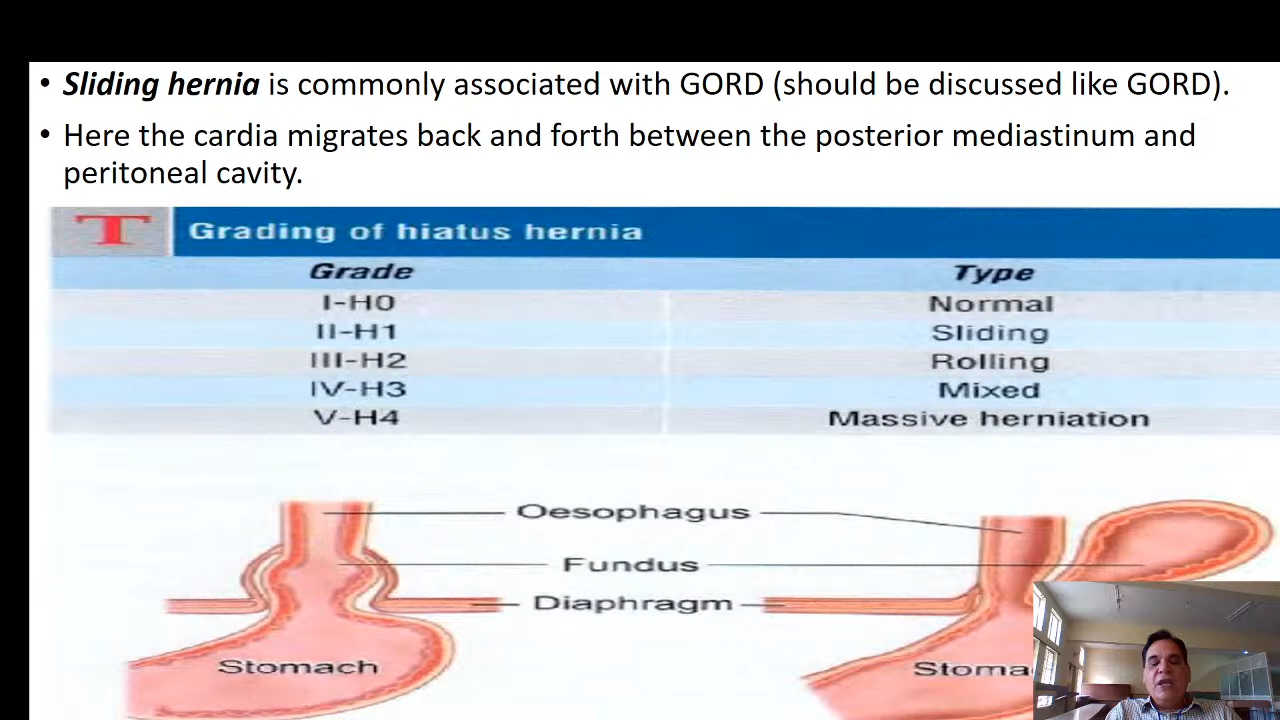 • Sliding hernia is commonly associated with GORD (should be discussed like GORD).
• Here the cardia migrates back and forth between the posterior mediastinum and
peritoneal cavity.
T Grading of hiatus hernia
Grade Type
I-H0 Normal
II-H1 Sliding
III-H2 Rolling
IV-H3 Mixed
V-H4 Massive herniation
Oesophagus
Fundus
Diaphragm
Stomach Stoma